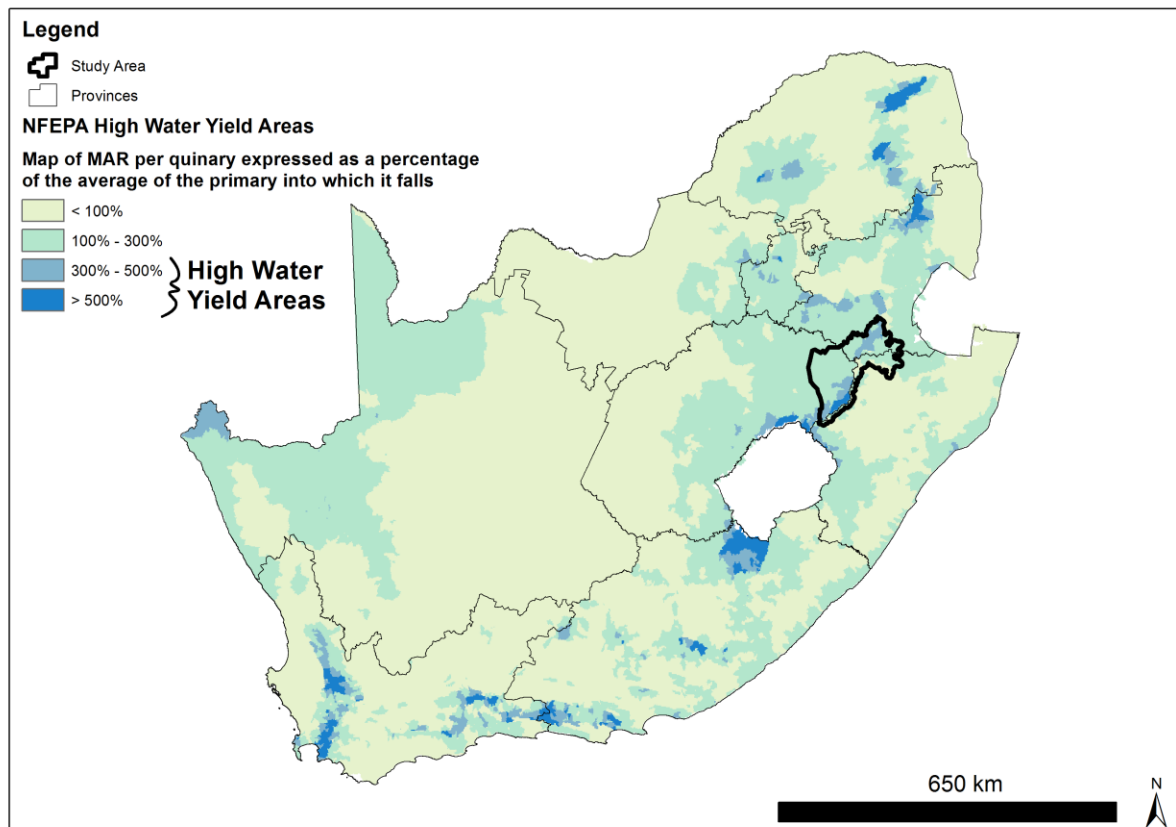 Legend
Study Area
Provinces
NFEPA High Water Yield Areas
Map of MAR per quinary expressed as a percentage
of the average of the primary into which it falls
< 100%
100% - 300%
300% - 500%
> 500%
High Water
Yield Areas
650 km
N